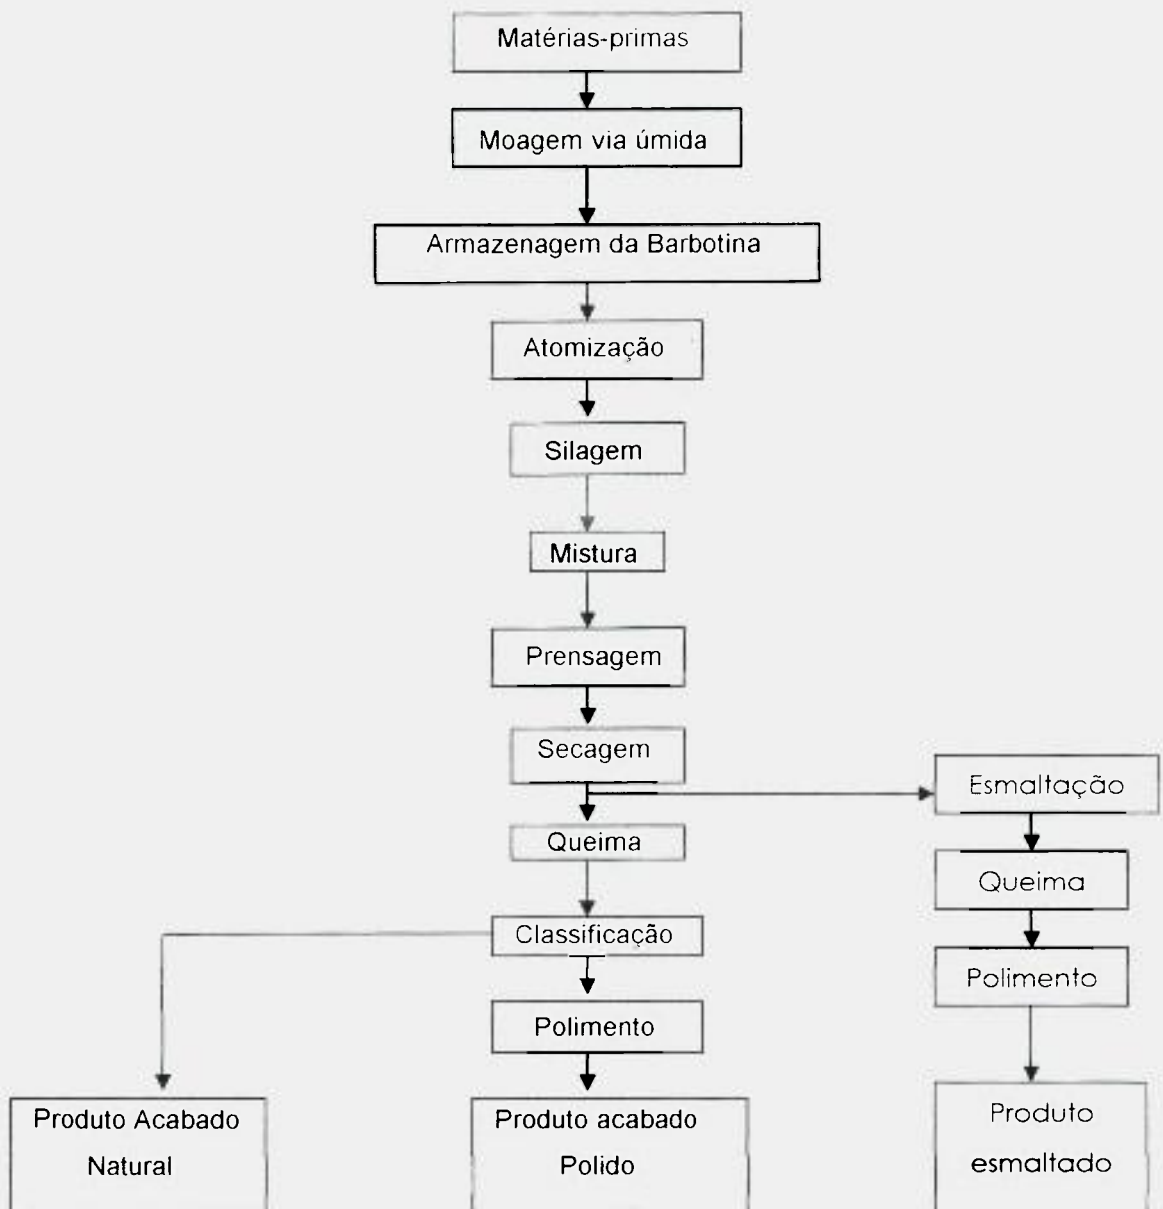 Matérias-primas
Moagem via úmida
Armazenagem da Barbotina
Atomização
Silagem
Mistura
Prensagem
Secagem
Queima
Classificação
Polimento
Produto Acabado
Natural
Produto acabado
Polido
Esmaltação
Queima
Polimento
Produto
esmaltado